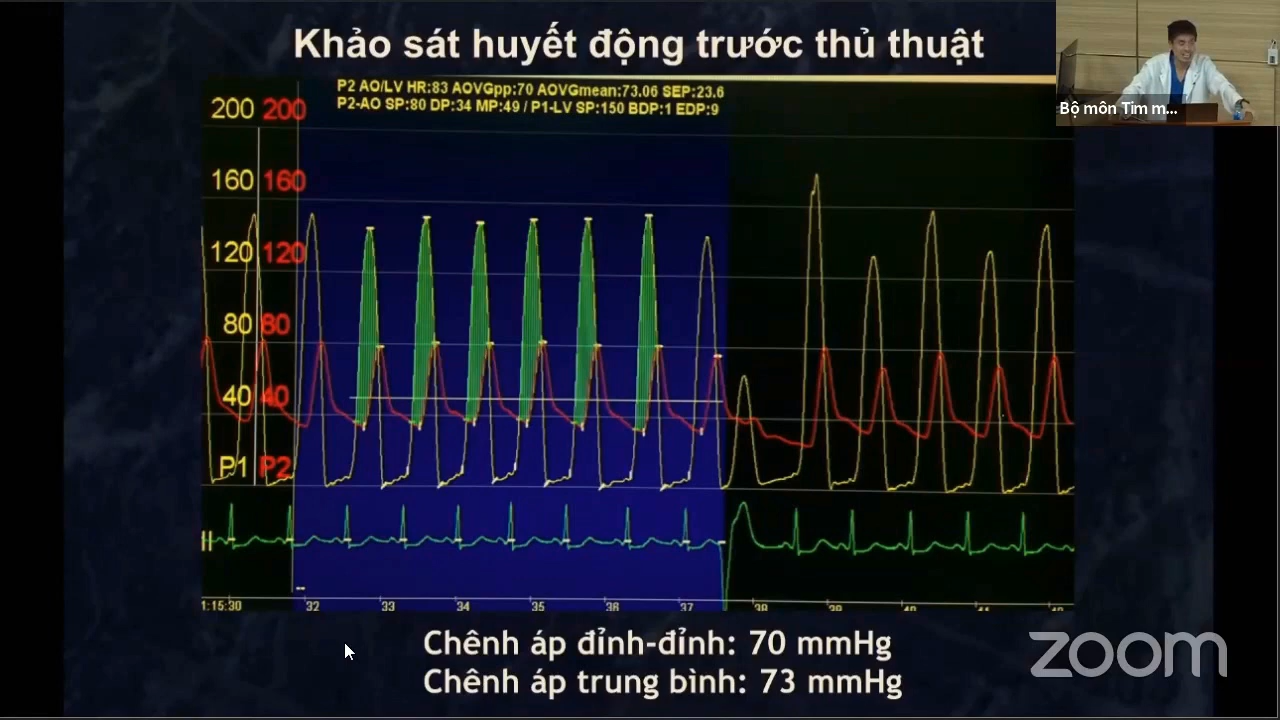 Khảo sát huyết động trước thủ thuật
Bộ môn Tim m...
P2 AO/LV HR:83 AOVGpp:70 AOVGmean:73.06 SEP:23.6
P2-AO SP:80 DP:34 MP:49 / P1-LV SP:150 BDP:1 EDP:9
200 200
160 160
120 120
80 80
40 40
P1 P2
II
1:15:30 32 33 34 35 36 37 38 39 40 41
Chênh áp đỉnh-đỉnh: 70 mmHg
Chênh áp trung bình: 73 mmHg
zoom